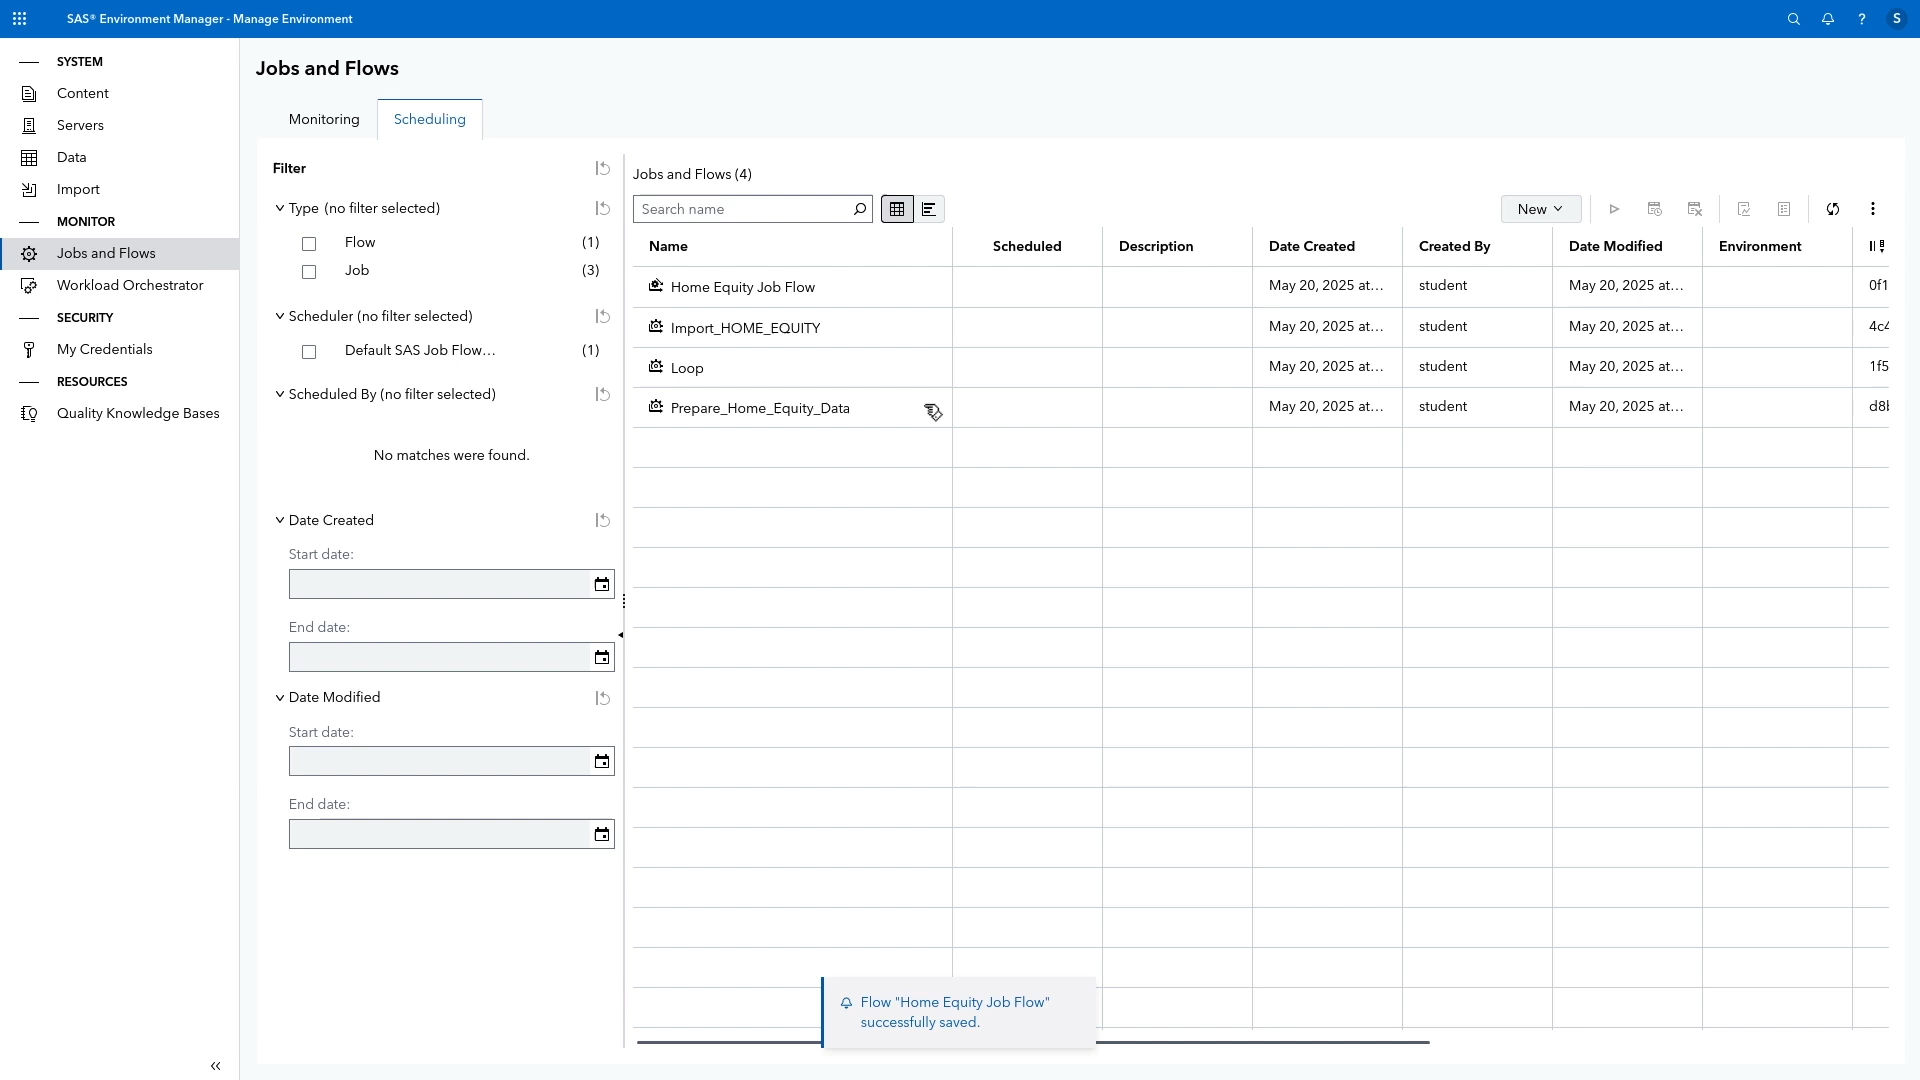 SAS® Environment Manager - Manage Environment
?
S
SYSTEM
Content
Servers
Data
Import
MONITOR
Jobs and Flows
Workload Orchestrator
SECURITY
My Credentials
RESOURCES
Quality Knowledge Bases
Jobs and Flows
Monitoring
Scheduling
Filter
Type (no filter selected)
Flow (1)
Job (3)
Scheduler (no filter selected)
Default SAS Job Flow... (1)
Scheduled By (no filter selected)
No matches were found.
Date Created
Start date:
End date:
Date Modified
Start date:
End date:
Jobs and Flows (4)
Search name
New
Name Scheduled Description Date Created Created By Date Modified Environment
Home Equity Job Flow May 20, 2025 at... student May 20, 2025 at... 0f1
Import_HOME_EQUITY May 20, 2025 at... student May 20, 2025 at... 4c4
Loop May 20, 2025 at... student May 20, 2025 at... 1f5
Prepare_Home_Equity_Data May 20, 2025 at... student May 20, 2025 at...
Flow "Home Equity Job Flow"
successfully saved.